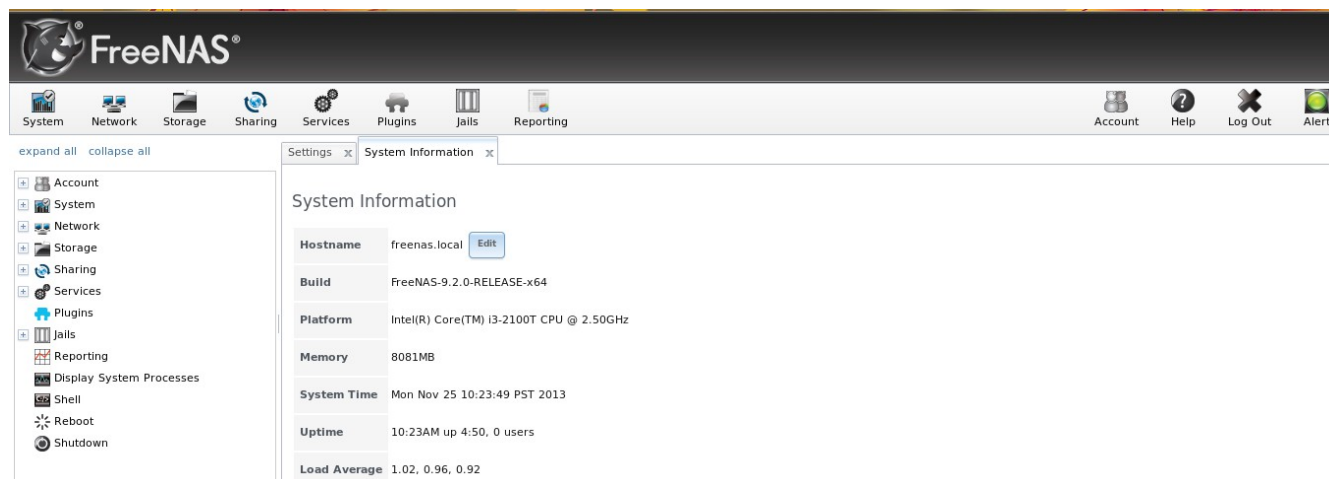 FreeNAS®
System Network Storage Sharing Services Plugins Jails Reporting Account Help Log Out Alert
expand all collapse all
Settings x System Information x
Account
System
Network
Storage
Sharing
Services
Plugins
Jails
Reporting
Display System Processes
Shell
Reboot
Shutdown
System Information
Hostname freenas.local Edit
Build FreeNAS-9.2.0-RELEASE-x64
Platform Intel(R) Core(TM) i3-2100T CPU @ 2.50GHz
Memory 8081MB
System Time Mon Nov 25 10:23:49 PST 2013
Uptime 10:23AM up 4:50, 0 users
Load Average 1.02, 0.96, 0.92